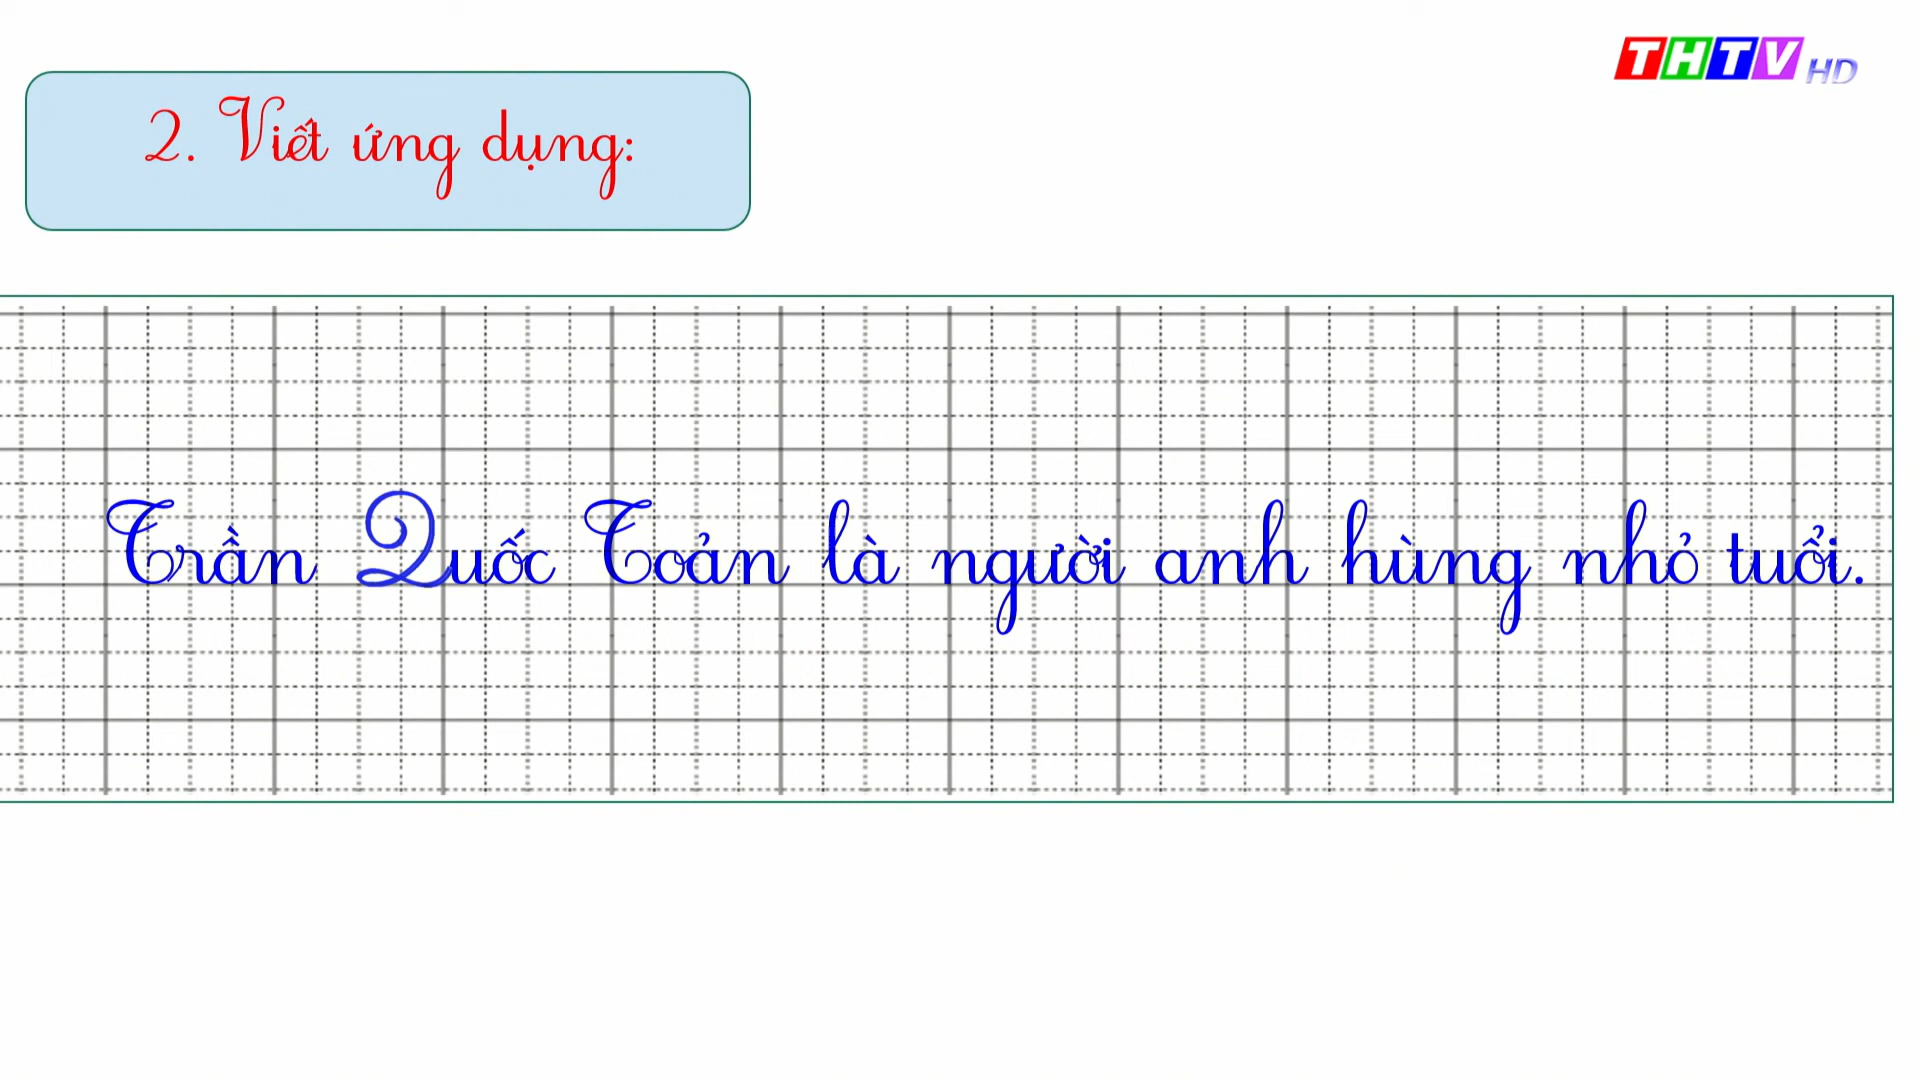 THTV HD
2. Viết ứng dụng:
Trần Quốc Toản là người anh hùng nhỏ tuổi.